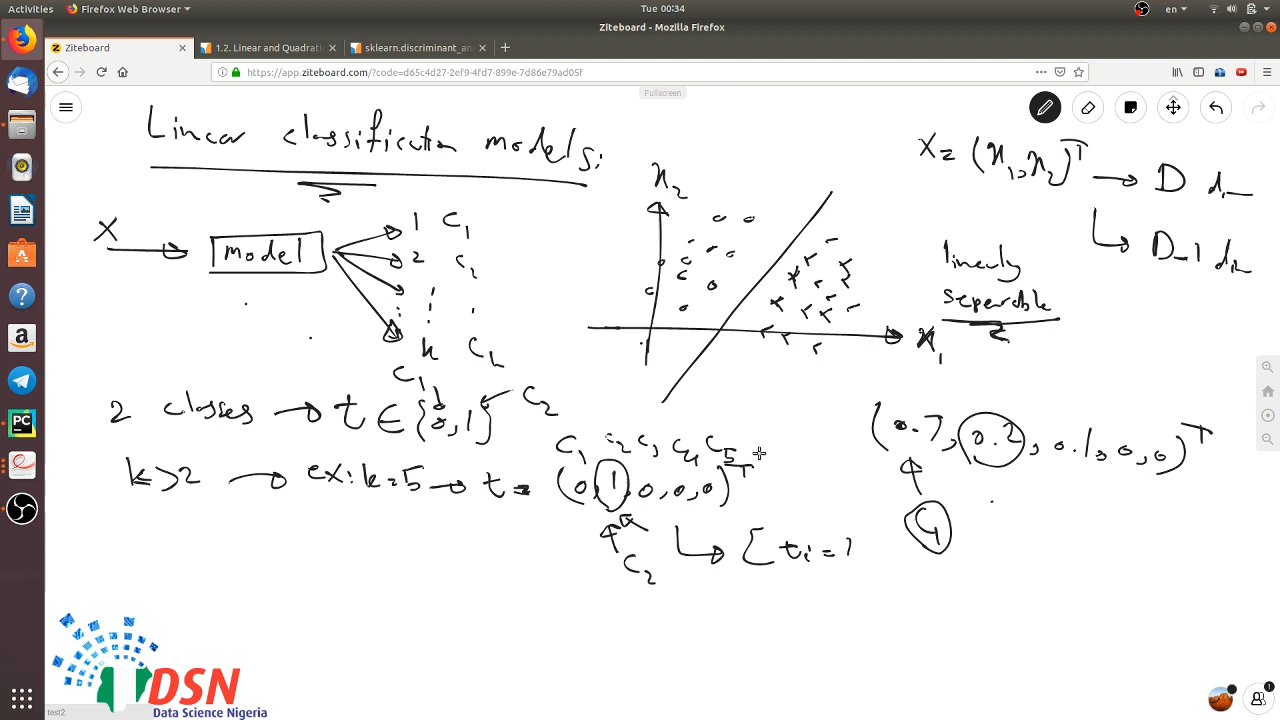 Activities
Firefox Web Browser
Tue 00:34
en
Ziteboard - Mozilla Firefox
Ziteboard
1.2. Linear and Quadrati
sklearn.discriminant_an
https://app.ziteboard.com/?code=d65c4d27-2ef9-4fd7-899e-7d86e79ad05f
Fullscreen
Linear classification models:
X = (x1, x2)^T → D dim
↳ D-1 dim
x2
X → model
1 C1
2 C2
k Ck
linearly
separable
x1
2 classes → t ∈ {0,1}
C1
C2
C1 C2 C3 C4 C5
k>2 → ex: k=5 → t = (0,1,0,0,0)^T
C2
↳ [ti = 1
(0.7, 0.2, 0.1, 0, 0)^T
C1
DSN
Data Science Nigeria
test2
1